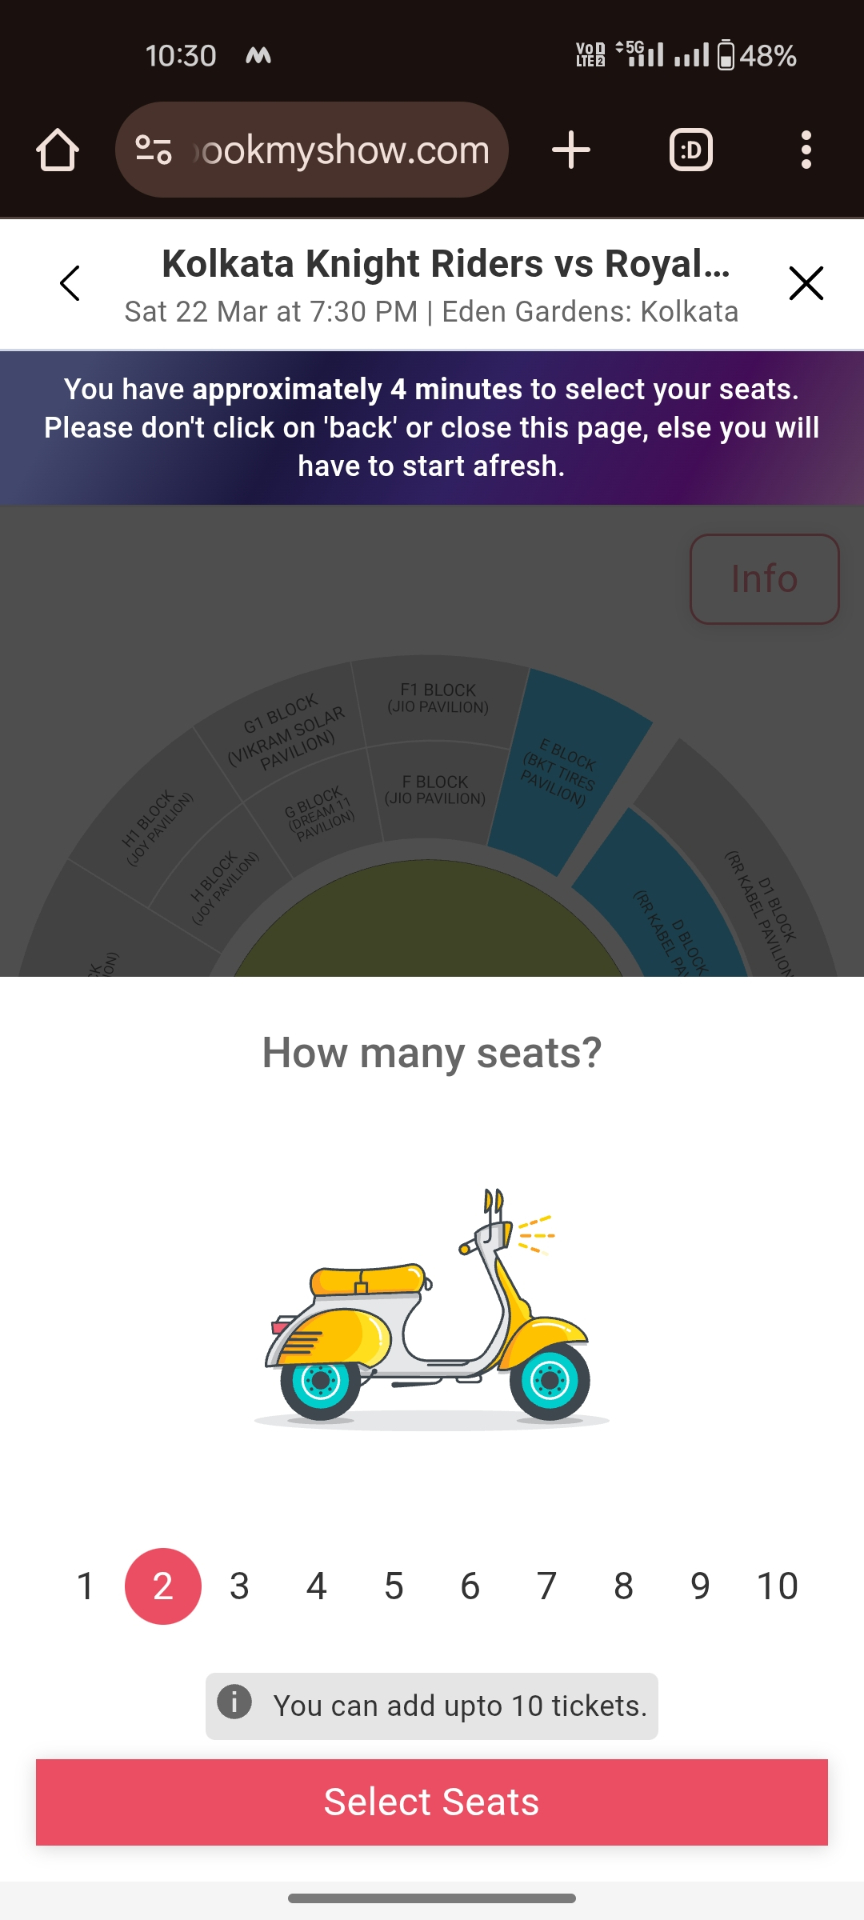 10:30
VoD
LTE2
5G
48%
ookmyshow.com
:D
Kolkata Knight Riders vs Royal...
Sat 22 Mar at 7:30 PM | Eden Gardens: Kolkata
You have approximately 4 minutes to select your seats.
Please don't click on 'back' or close this page, else you will
have to start afresh.
Info
F1 BLOCK
(JIO PAVILION)
G1 BLOCK
(VIKRAM SOLAR
PAVILION)
E BLOCK
(BKT TIRES
PAVILION)
F BLOCK
(JIO PAVILION)
G BLOCK
(DREAM 11
PAVILION)
H1 BLOCK
(JOY PAVILION)
H BLOCK
(JOY PAVILION)
D1 BLOCK
(RR KABEL PAVILION
D BLOCK
(RR KABEL PA
CK
ION)
How many seats?
1 2 3 4 5 6 7 8 9 10
i You can add upto 10 tickets.
Select Seats